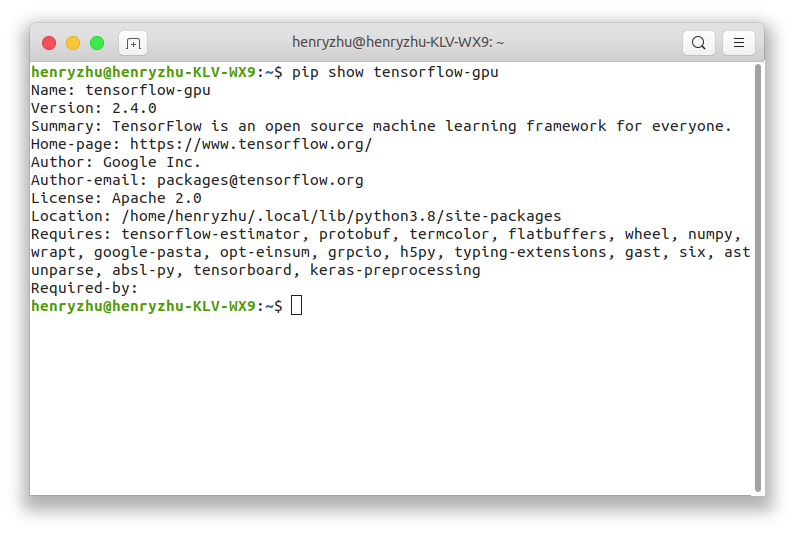 henryzhu@henryzhu-KLV-WX9: ~
henryzhu@henryzhu-KLV-WX9:~$ pip show tensorflow-gpu
Name: tensorflow-gpu
Version: 2.4.0
Summary: TensorFlow is an open source machine learning framework for everyone.
Home-page: https://www.tensorflow.org/
Author: Google Inc.
Author-email: packages@tensorflow.org
License: Apache 2.0
Location: /home/henryzhu/.local/lib/python3.8/site-packages
Requires: tensorflow-estimator, protobuf, termcolor, flatbuffers, wheel, numpy,
wrapt, google-pasta, opt-einsum, grpcio, h5py, typing-extensions, gast, six, ast
unparse, absl-py, tensorboard, keras-preprocessing
Required-by:
henryzhu@henryzhu-KLV-WX9:~$